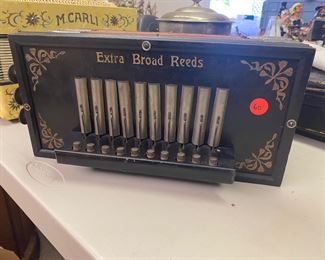 M. CARLI
Extra Broad Reeds
60